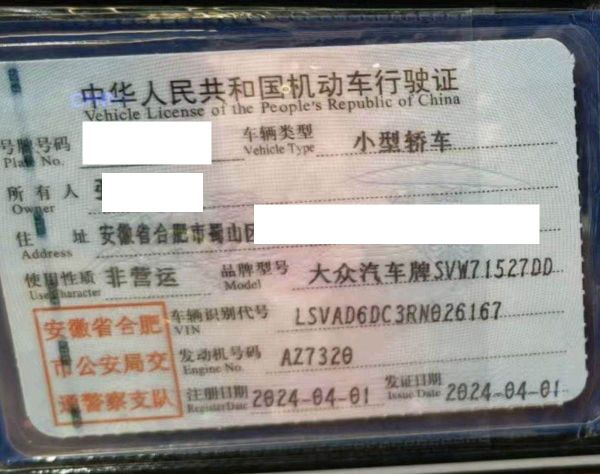 中华人民共和国机动车行驶证
Vehicle License of the People's Republic of China
号牌号码 车辆类型 小型轿车
Plate No. Vehicle Type
所有人
Owner
住址 安徽省合肥市蜀山区
Address
使用性质 非营运 品牌型号 大众汽车牌SVW71527DD
Use Character Model
安徽省合肥 车辆识别代号 LSVAD6DC3RN026167
VIN
市公安局交 发动机号码 AZ7320
Engine No.
通警察支队 注册日期 2024-04-01 发证日期 2024-04-01
Register Date Issue Date